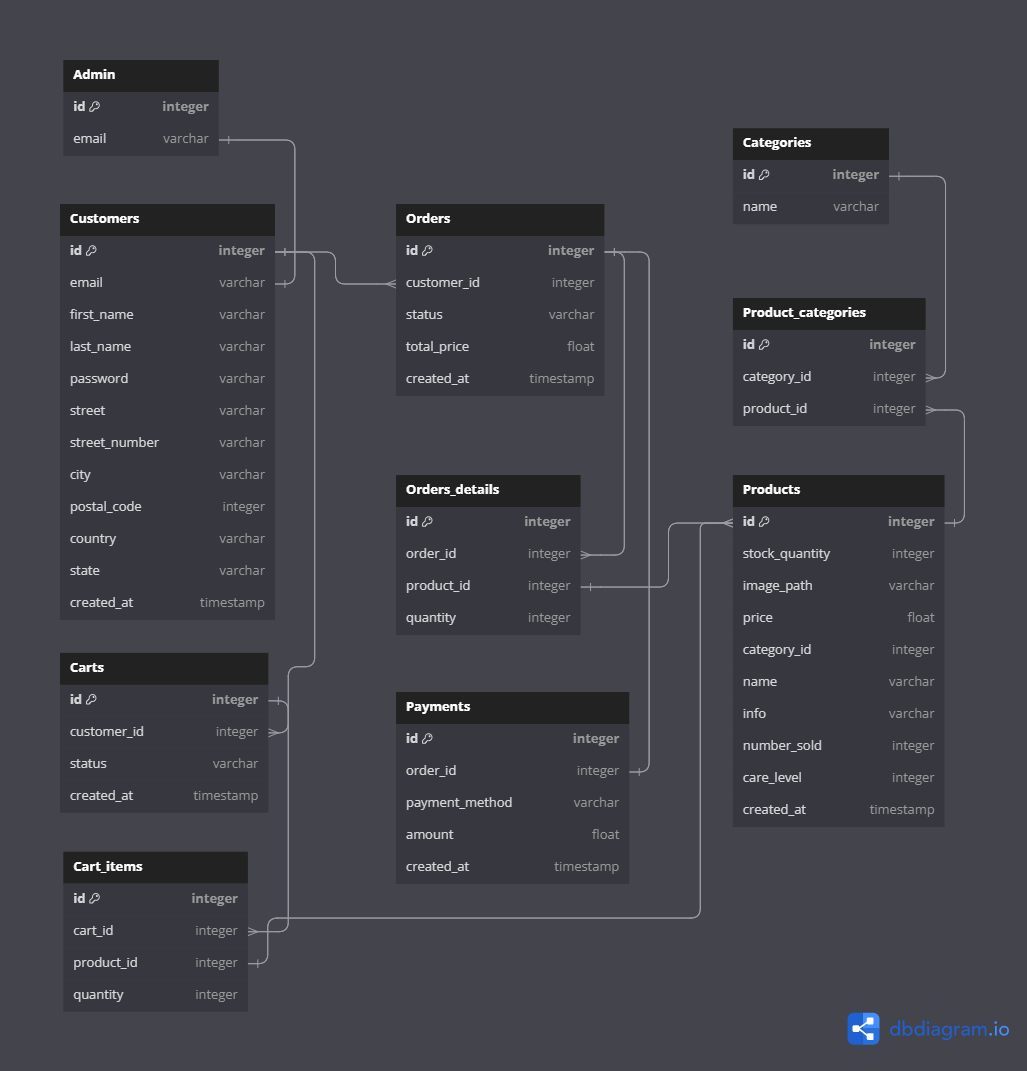 Admin
id integer
email varchar
Customers
id integer
email varchar
first_name varchar
last_name varchar
password varchar
street varchar
street_number varchar
city varchar
postal_code integer
country varchar
state varchar
created_at timestamp
Carts
id integer
customer_id integer
status varchar
created_at timestamp
Cart_items
id integer
cart_id integer
product_id integer
quantity integer
Orders
id integer
customer_id integer
status varchar
total_price float
created_at timestamp
Orders_details
id integer
order_id integer
product_id integer
quantity integer
Payments
id integer
order_id integer
payment_method varchar
amount float
created_at timestamp
Categories
id integer
name varchar
Product_categories
id integer
category_id integer
product_id integer
Products
id integer
stock_quantity integer
image_path varchar
price float
category_id integer
name varchar
info varchar
number_sold integer
care_level integer
created_at timestamp
dbdiagram.io